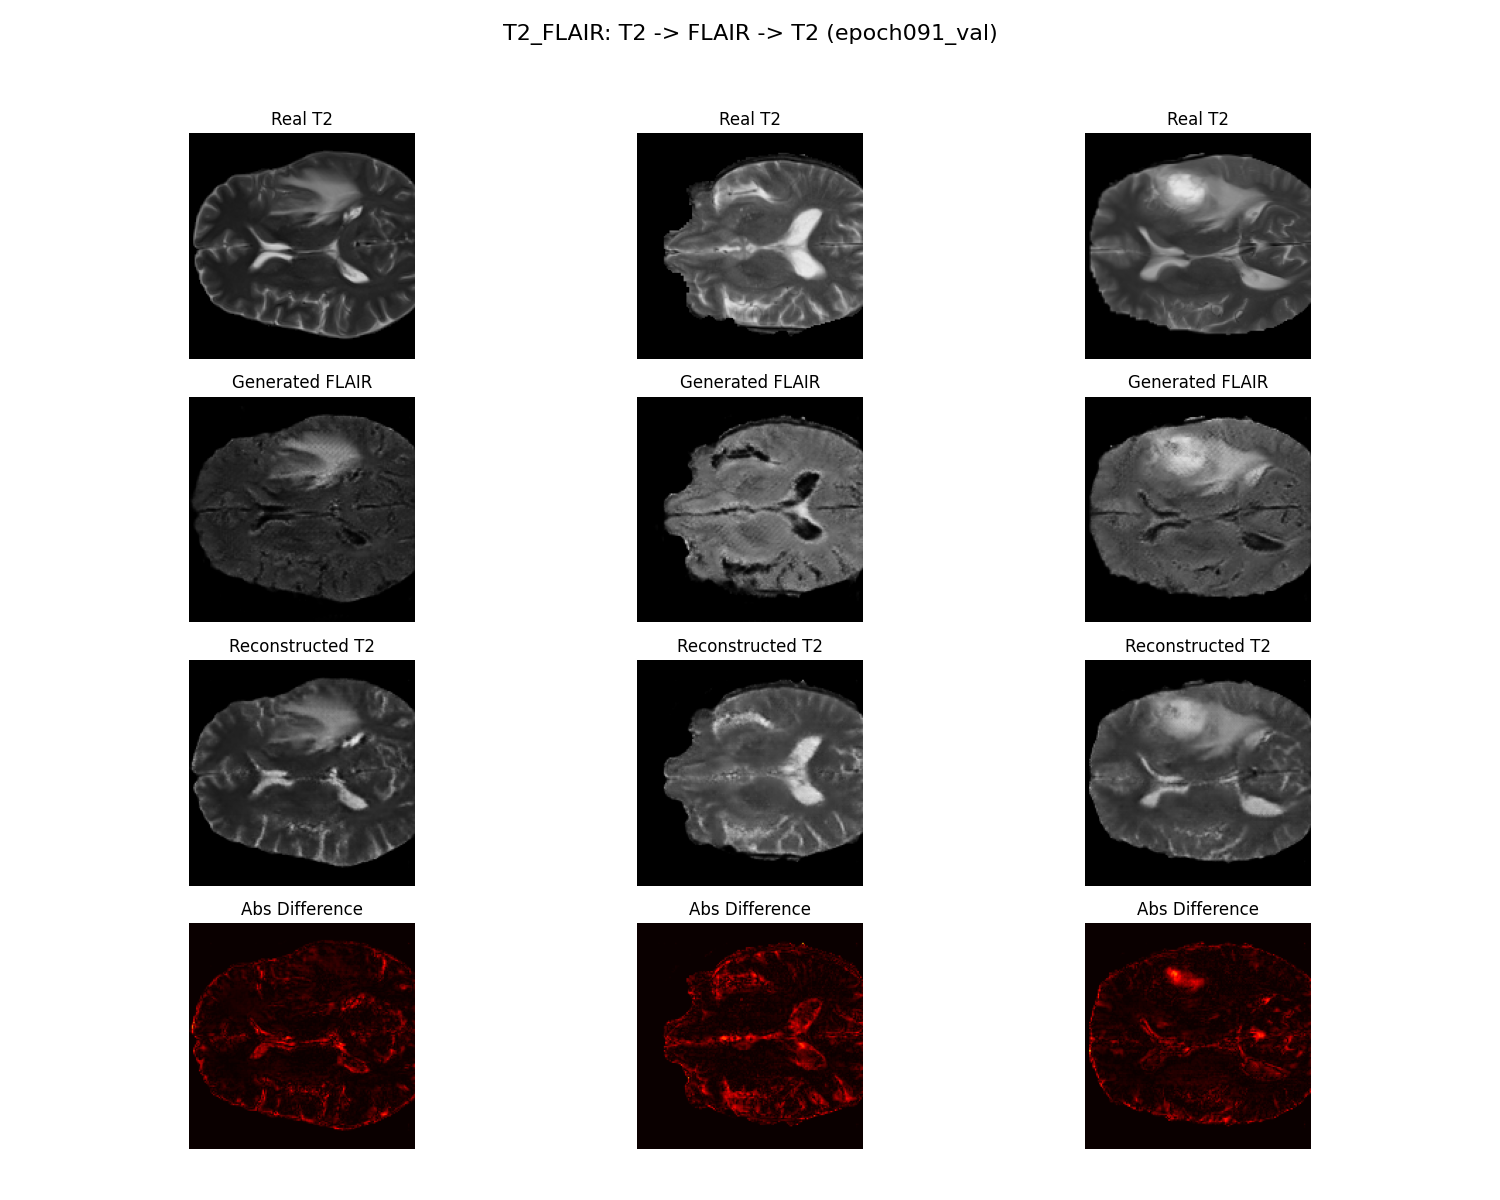 T2_FLAIR: T2 -> FLAIR -> T2 (epoch091_val)
Real T2
Real T2
Real T2
Generated FLAIR
Generated FLAIR
Generated FLAIR
Reconstructed T2
Reconstructed T2
Reconstructed T2
Abs Difference
Abs Difference
Abs Difference